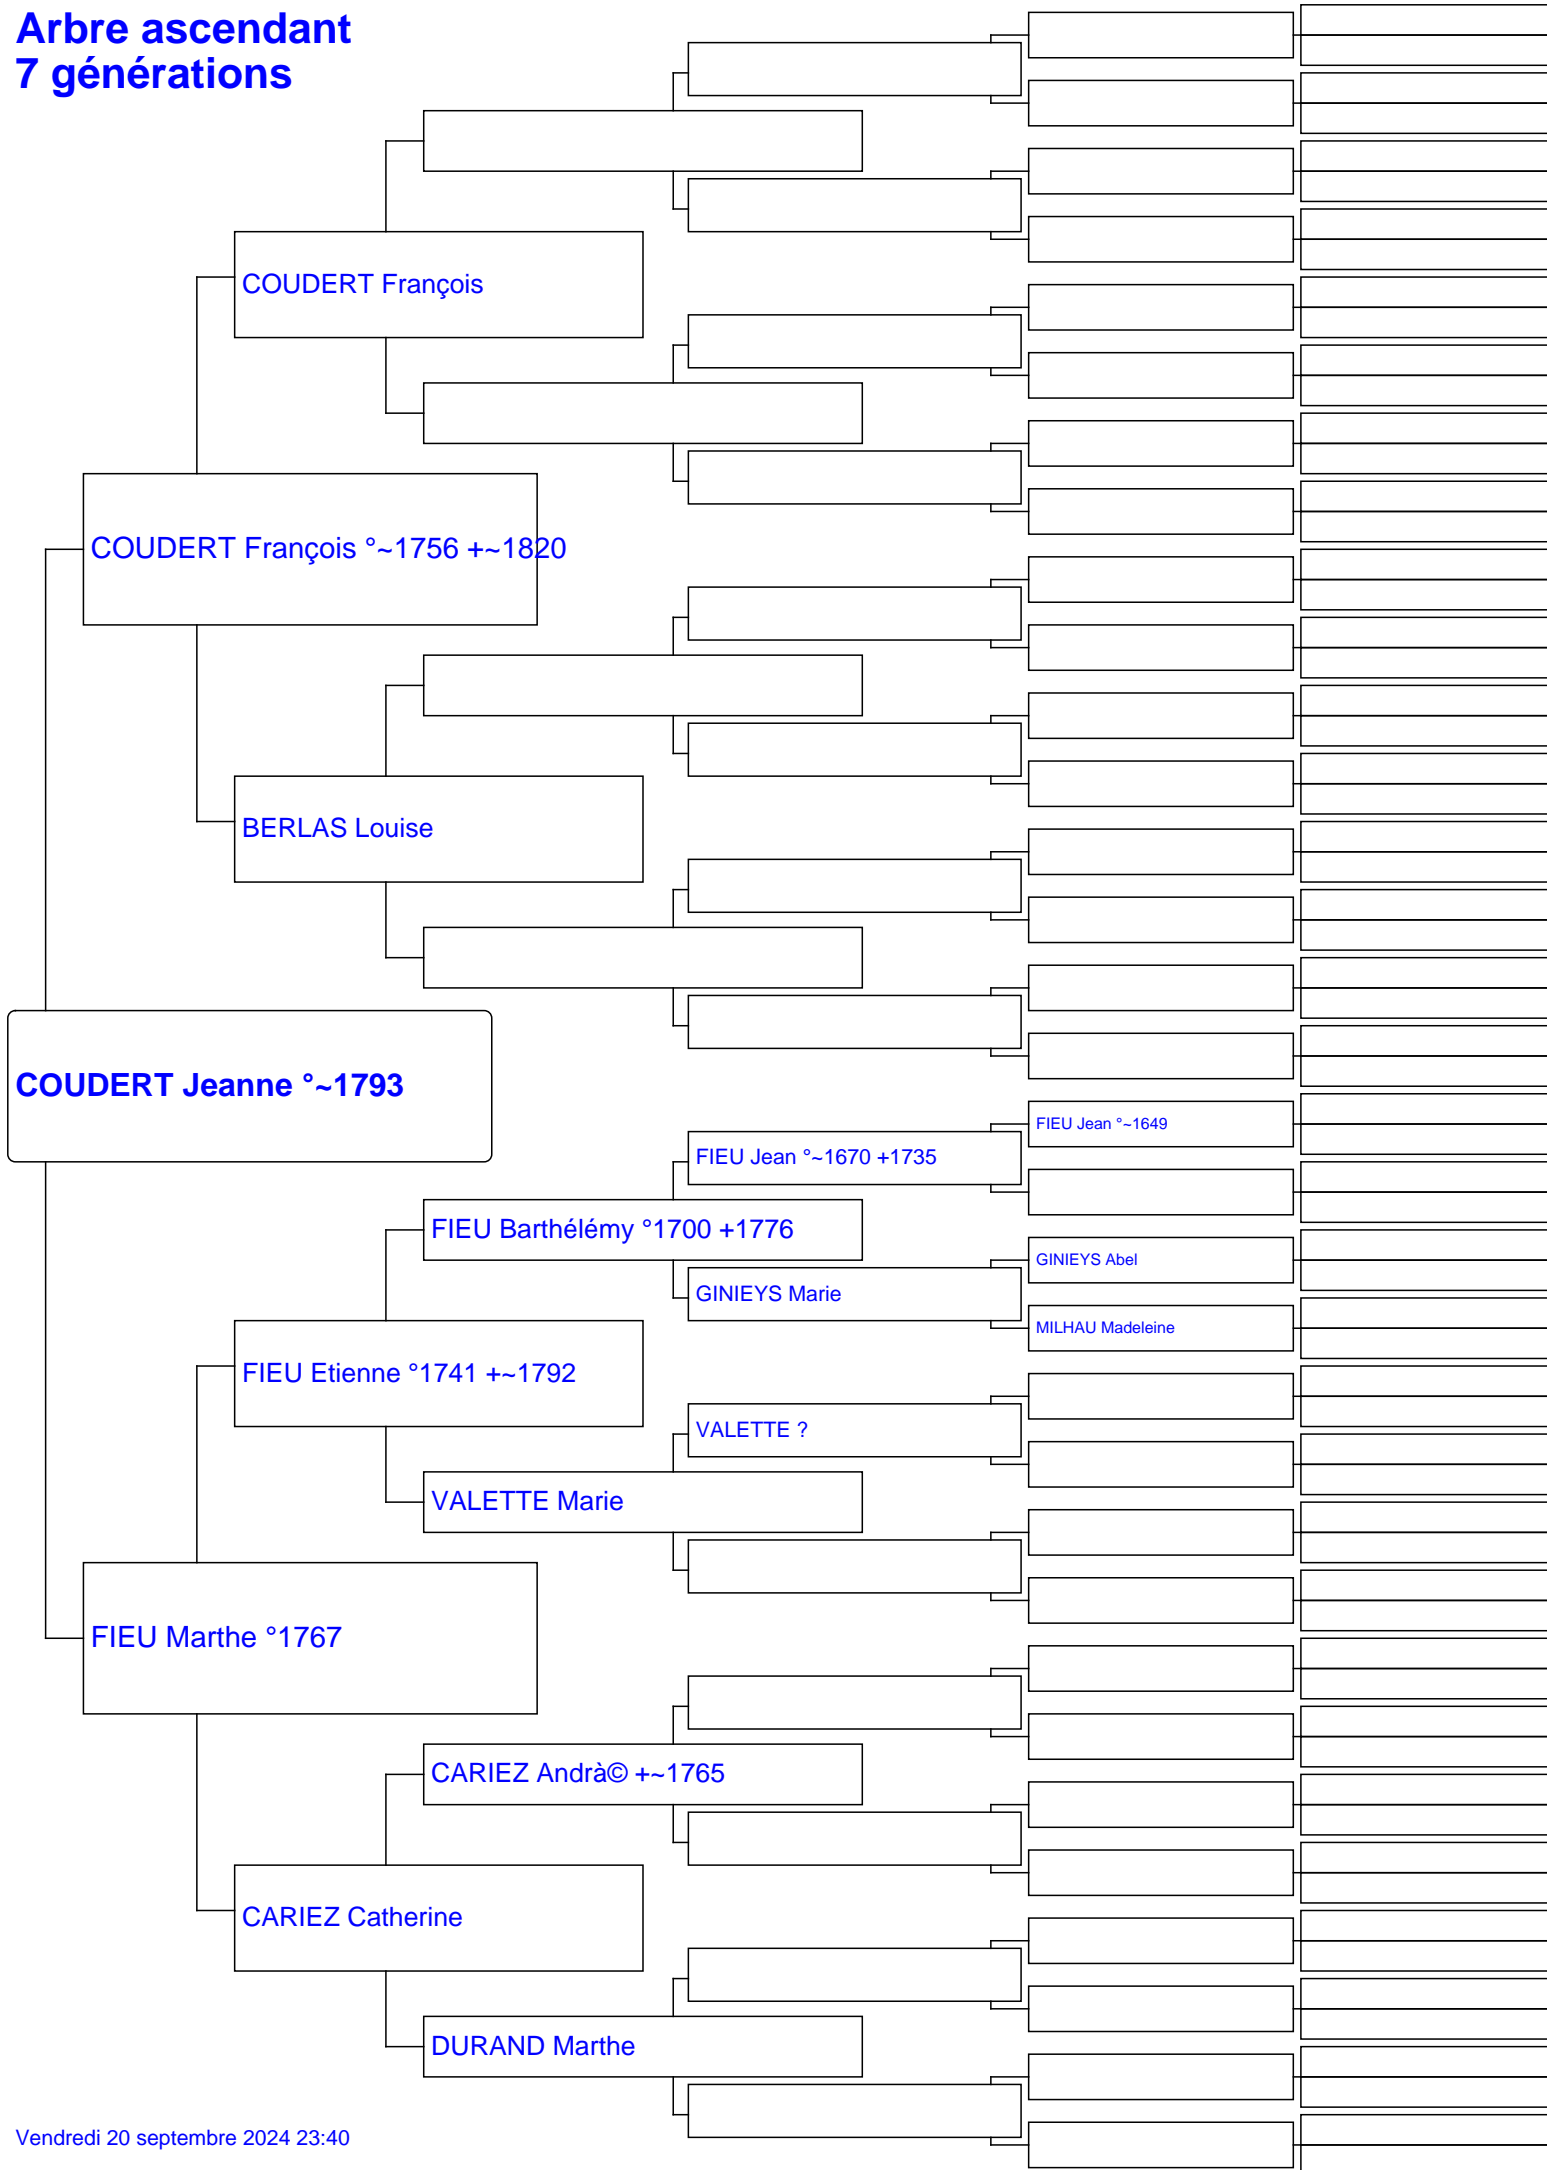 Arbre ascendant
7 générations
COUDERT François
COUDERT François °~1756 +~1820
BERLAS Louise
COUDERT Jeanne °~1793
FIEU Jean °~1649
FIEU Jean °~1670 +1735
FIEU Barthélémy °1700 +1776
GINIEYS Abel
GINIEYS Marie
MILHAU Madeleine
FIEU Etienne °1741 +~1792
VALETTE ?
VALETTE Marie
FIEU Marthe °1767
CARIEZ Andrà© +~1765
CARIEZ Catherine
DURAND Marthe
Vendredi 20 septembre 2024 23:40